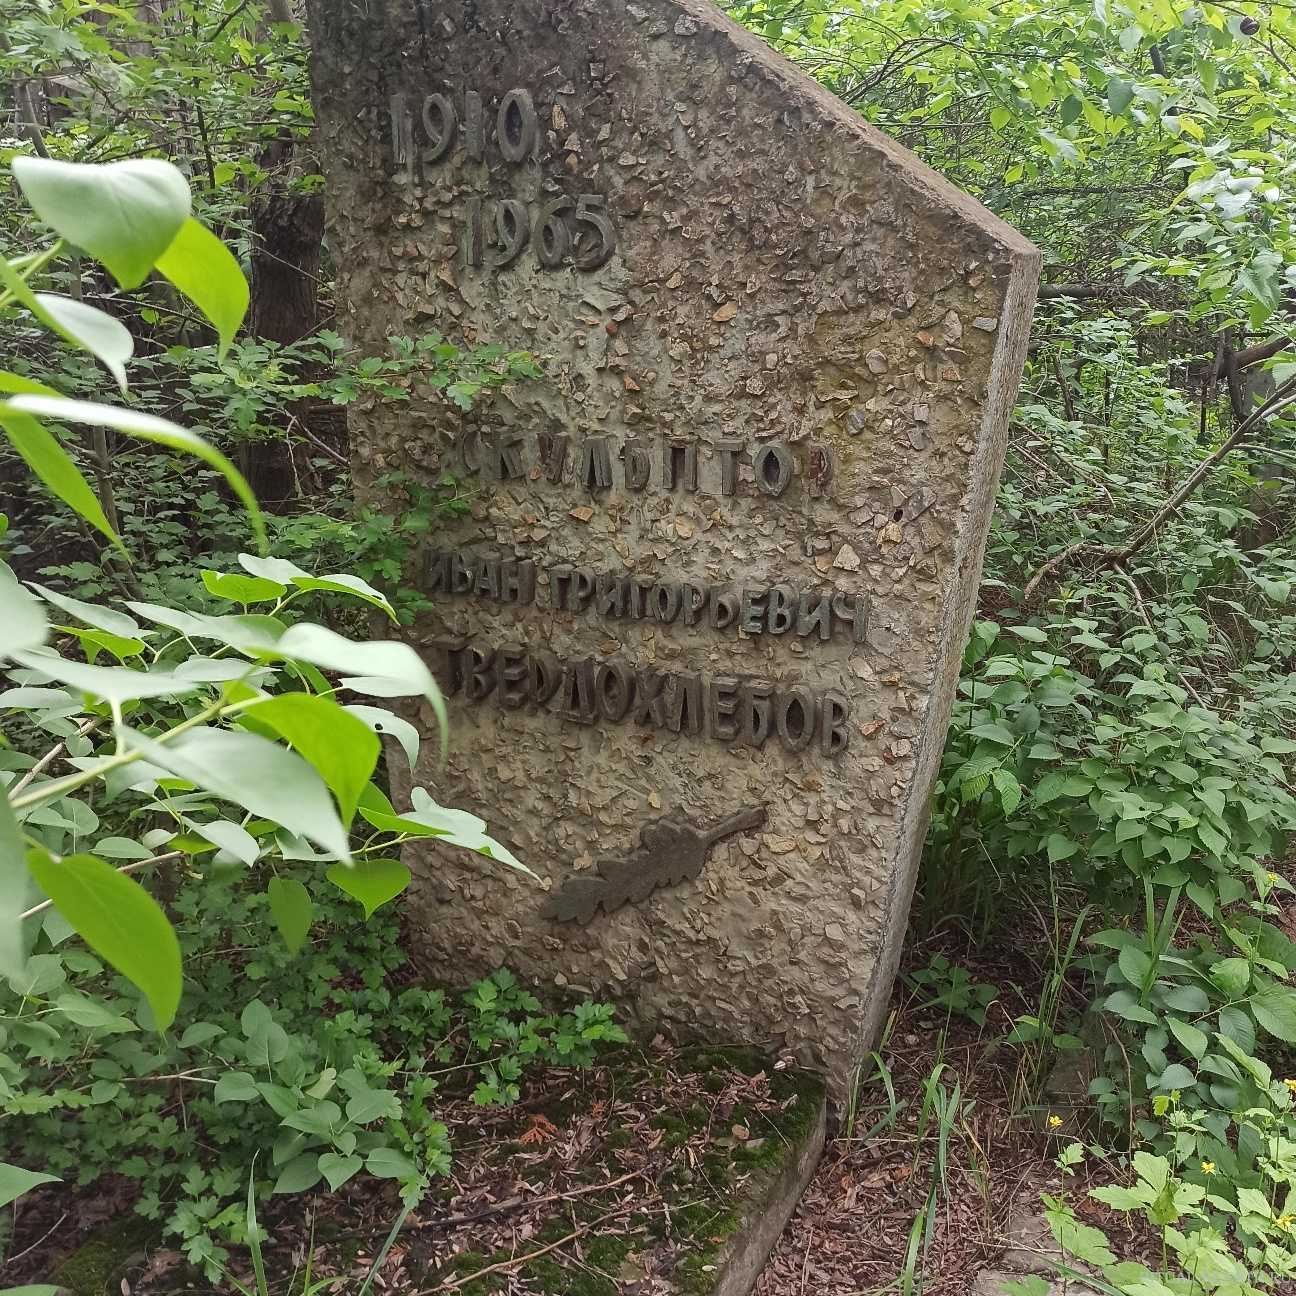 1910
1965
СКУЛЬПТОР
ИВАН ГРИГОРЬЕВИЧ
ТВЕРДОХЛЕБОВ